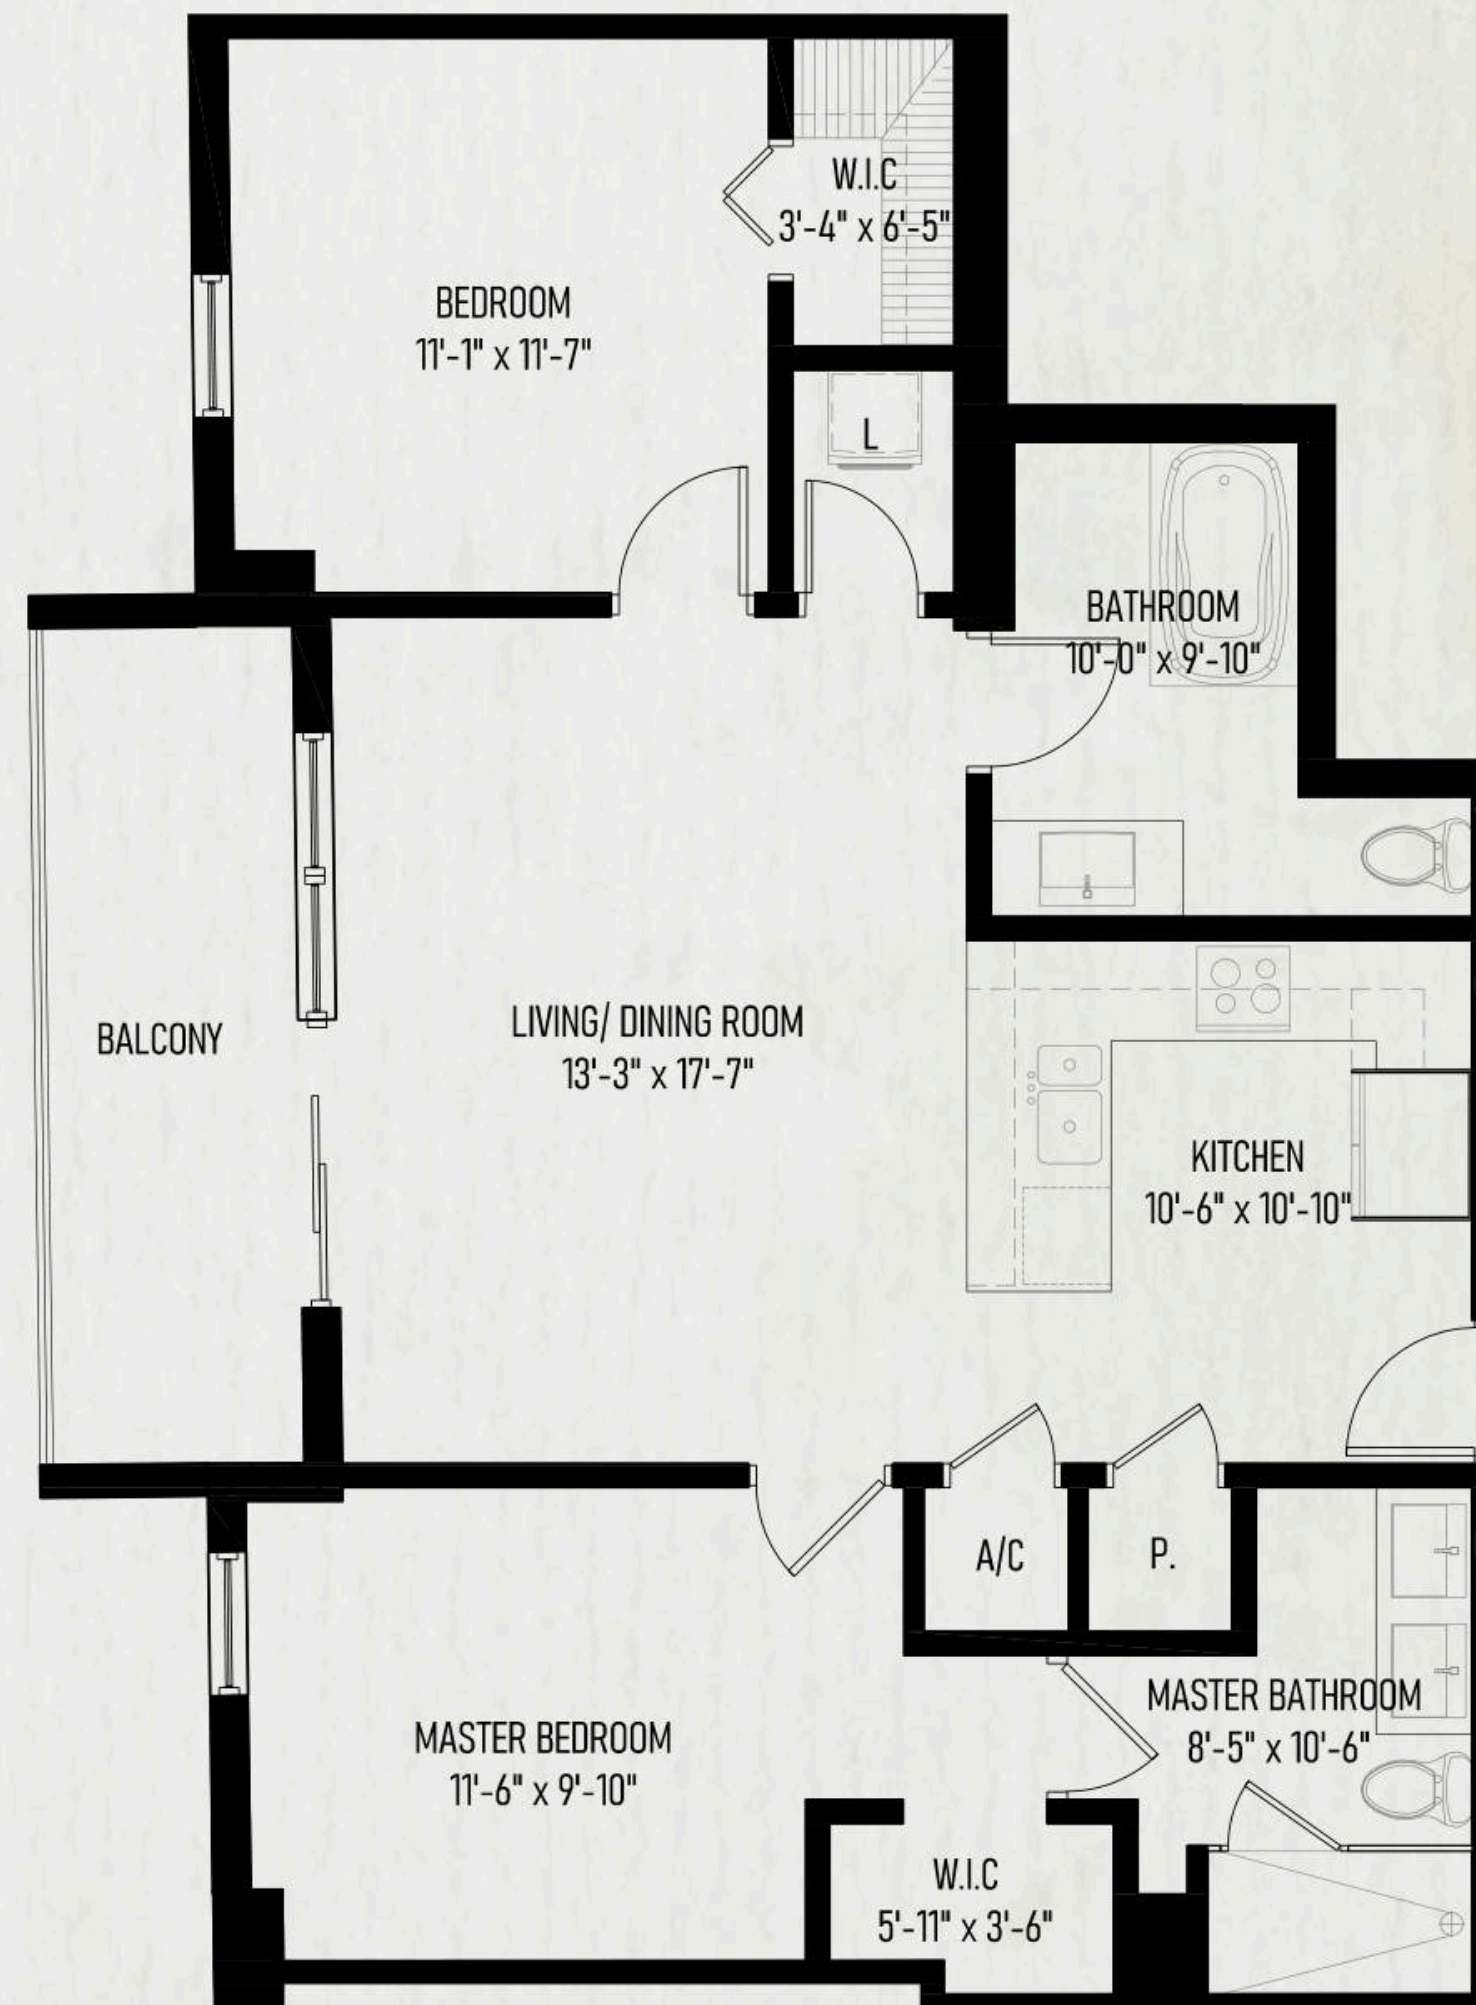 W.I.C
3'-4" x 6'-5"
BEDROOM
11'-1" x 11'-7"
L
BATHROOM
10'-0" x 9'-10"
BALCONY
LIVING/ DINING ROOM
13'-3" x 17'-7"
KITCHEN
10'-6" x 10'-10"
A/C
P.
MASTER BATHROOM
8'-5" x 10'-6"
MASTER BEDROOM
11'-6" x 9'-10"
W.I.C
5'-11" x 3'-6"